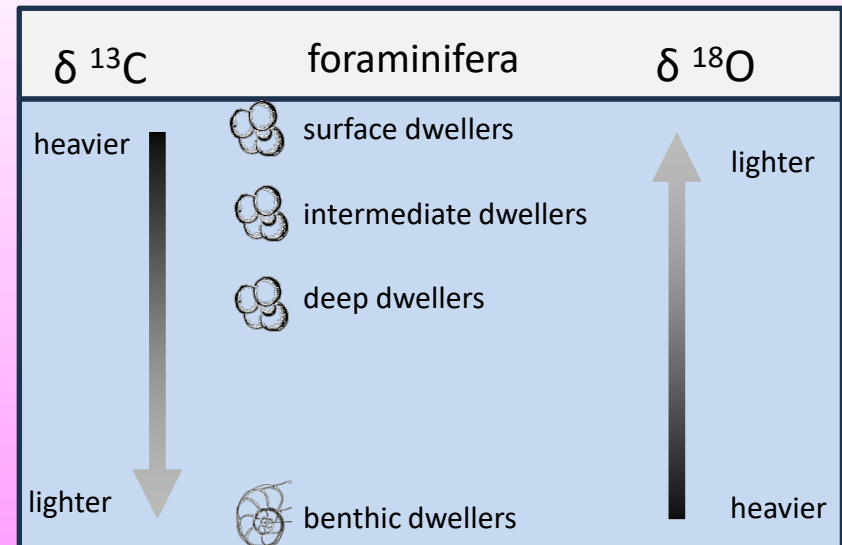 δ ¹³C foraminifera δ ¹⁸O
heavier
surface dwellers
lighter
intermediate dwellers
deep dwellers
lighter
benthic dwellers
heavier